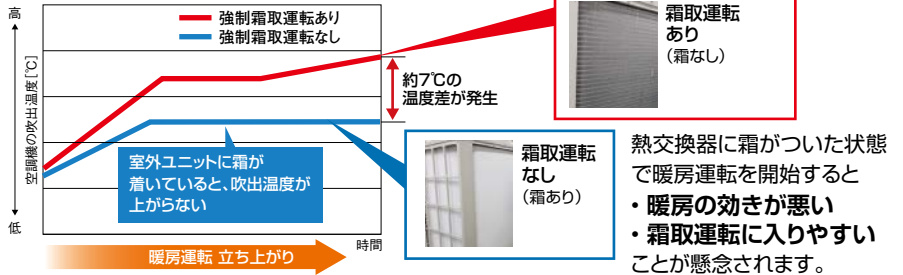 高
空調機の吹出温度[℃]
低
強制霜取運転あり
強制霜取運転なし
約7℃の
温度差が発生
室外ユニットに霜が
着いていると、吹出温度が
上がらない
時間
暖房運転 立ち上がり
霜取運転
あり
(霜なし)
霜取運転
なし
(霜あり)
熱交換器に霜がついた状態
で暖房運転を開始すると
・暖房の効きが悪い
・霜取運転に入りやすい
ことが懸念されます。